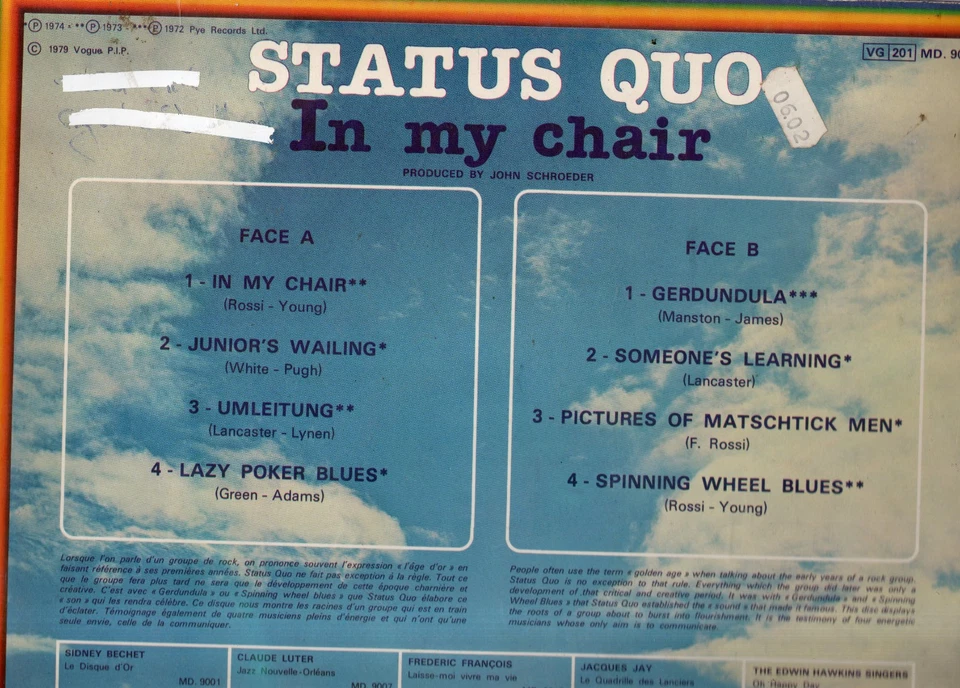 *Ⓟ 1974 - **Ⓟ 1973 - ***Ⓟ 1972 Pye Records Ltd.
© 1979 Vogue P.I.P.
VG 201 MD. 90
STATUS QUO
06.02
In my chair
PRODUCED BY JOHN SCHROEDER
FACE A
1 - IN MY CHAIR**
(Rossi - Young)
2 - JUNIOR'S WAILING*
(White - Pugh)
3 - UMLEITUNG**
(Lancaster - Lynen)
4 - LAZY POKER BLUES*
(Green - Adams)
FACE B
1 - GERDUNDULA***
(Manston - James)
2 - SOMEONE'S LEARNING*
(Lancaster)
3 - PICTURES OF MATSCHTICK MEN*
(F. Rossi)
4 - SPINNING WHEEL BLUES**
(Rossi - Young)
Lorsque l'on parle d'un groupe de rock, on prononce souvent l'expression « l'âge d'or » en
faisant référence à ses premières années. Status Quo ne fait pas exception à la règle. Tout ce
que le groupe fera plus tard ne sera que le développement de cette époque charnière et
créative. C'est avec « Gerdundula » ou « Spinning wheel blues » que Status Quo élabore ce
« son » qui les rendra célèbre. Ce disque nous montre les racines d'un groupe qui est en train
d'éclater. Témoignage également de quatre musiciens pleins d'énergie et qui n'ont qu'une
seule envie, celle de la communiquer.
People often use the term « golden age » when talking about the early years of a rock group.
Status Quo is no exception to that rule. Everything which the group did later was only a
development of that critical and creative period. It was with « Gerdundula » and « Spinning
Wheel Blues » that Status Quo established the « sound » that made it famous. This disc displays
the roots of a group about to burst into flourishment. It is the testimony of four energetic
musicians whose only aim is to communicate.
SIDNEY BECHET
Le Disque d'Or
MD. 9001
CLAUDE LUTER
Jazz Nouvelle-Orléans
MD. 9007
FREDERIC FRANÇOIS
Laisse-moi vivre ma vie
JACQUES JAY
Le Quadrille des Lanciers
THE EDWIN HAWKINS SINGERS
Oh Happy Day